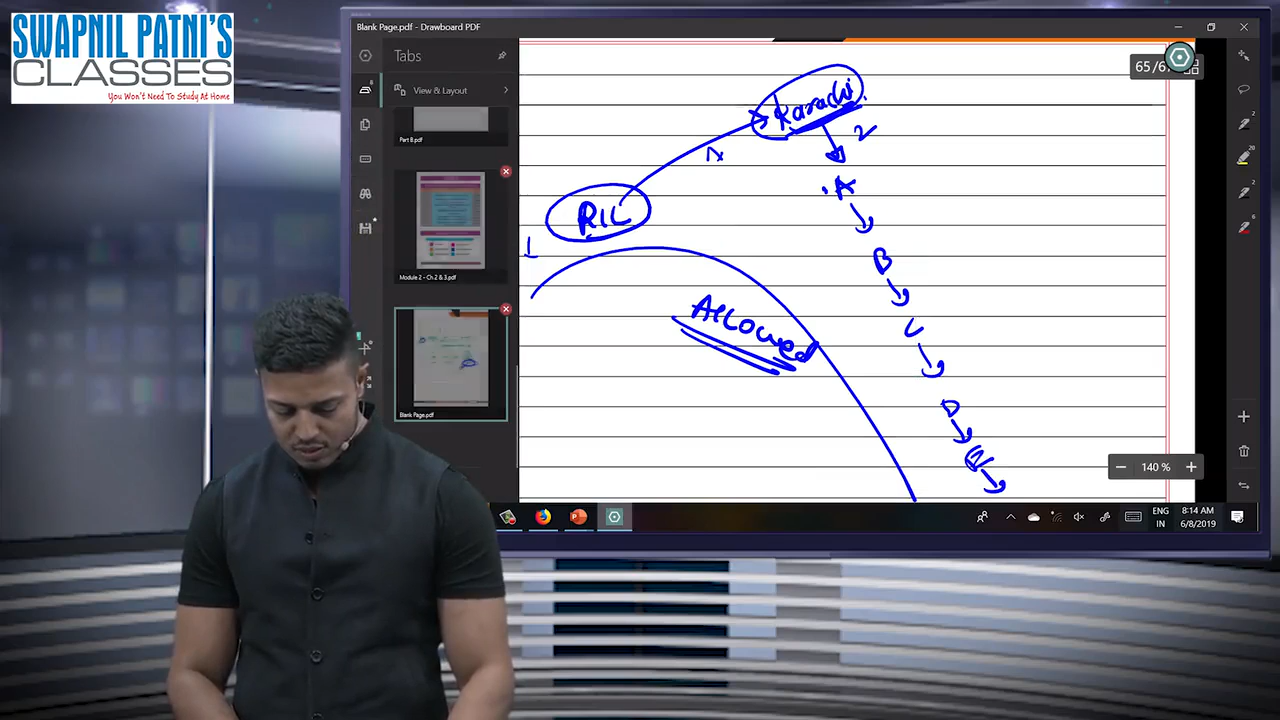 SWAPNIL PATNI'S
CLASSES
You Won't Need To Study At Home
Blank Page.pdf - Drawboard PDF
Tabs
View & Layout
Part B.pdf
Module 2 - Ch 2 & 3.pdf
Blank Page.pdf
65/6
Karachi
2
RIL
A
B
D
1
Allowed
140 %
ENG
IN
8:14 AM
6/8/2019